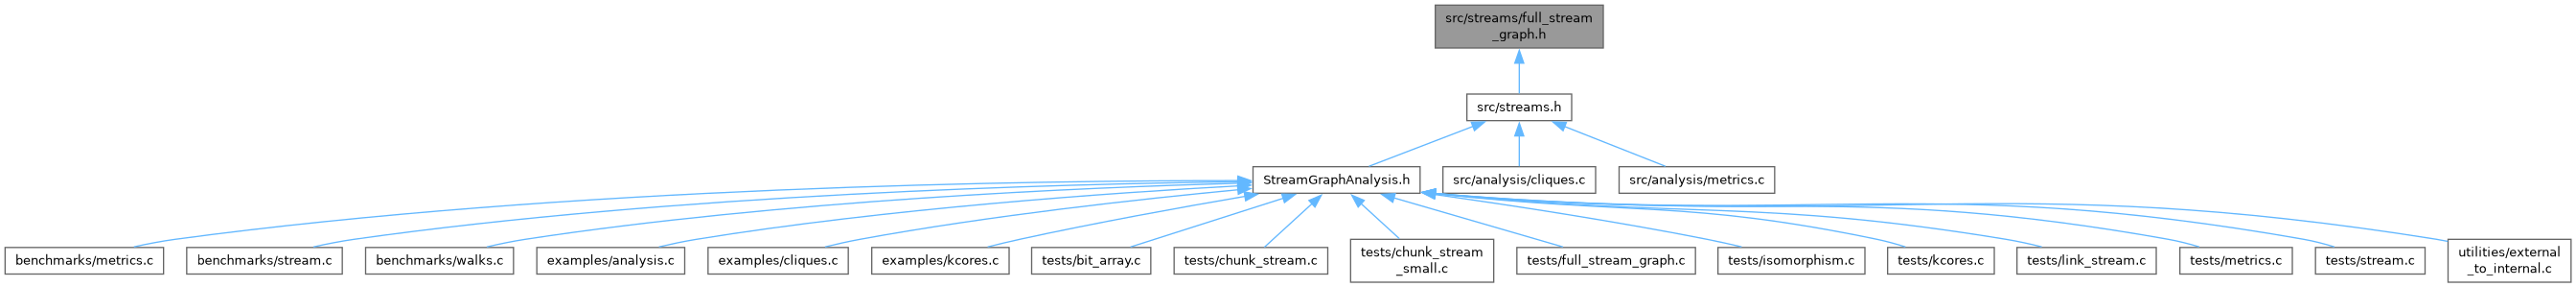 src/streams/full_stream
_graph.h
src/streams.h
StreamGraphAnalysis.h
src/analysis/cliques.c
src/analysis/metrics.c
benchmarks/metrics.c
benchmarks/stream.c
benchmarks/walks.c
examples/analysis.c
examples/cliques.c
examples/kcores.c
tests/bit_array.c
tests/chunk_stream.c
tests/chunk_stream
_small.c
tests/full_stream_graph.c
tests/isomorphism.c
tests/kcores.c
tests/link_stream.c
tests/metrics.c
tests/stream.c
utilities/external
_to_internal.c